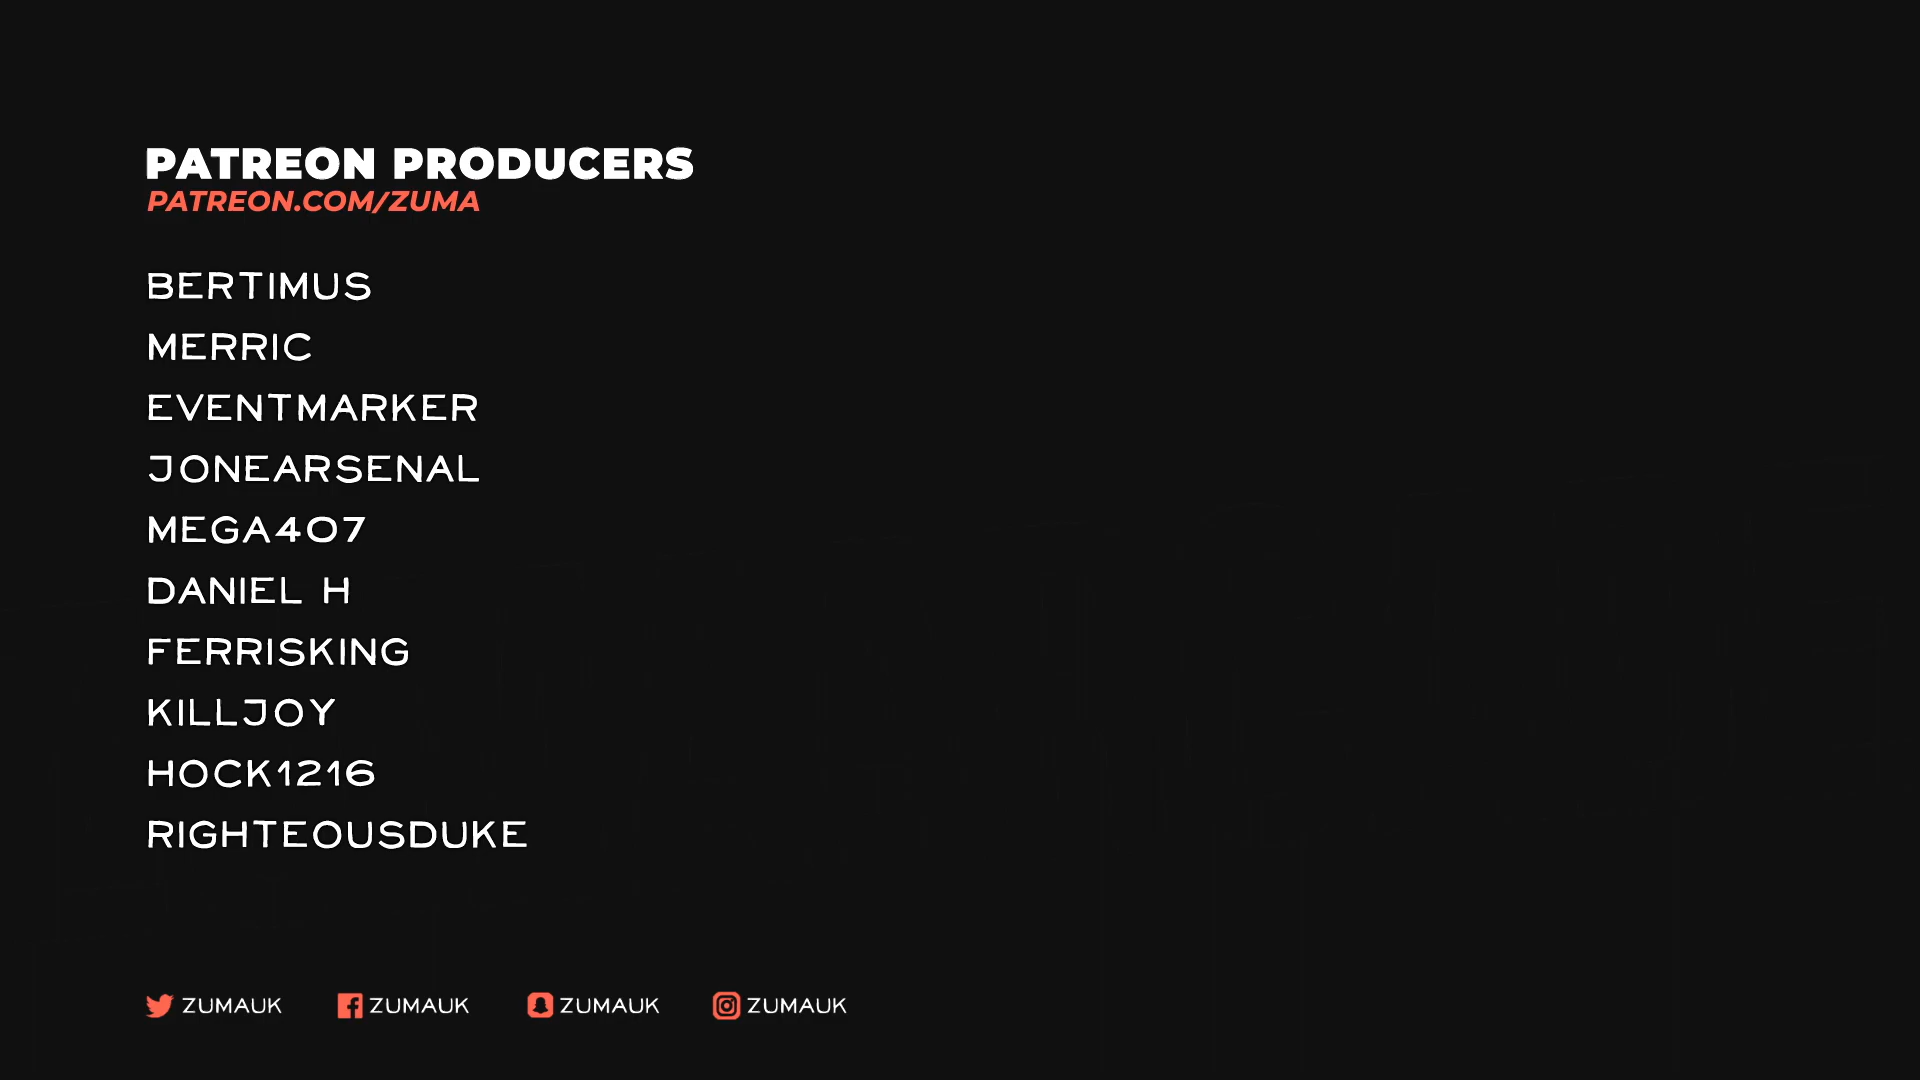 PATREON PRODUCERS
PATREON.COM/ZUMA
BERTIMUS
MERRIC
EVENTMARKER
JONEARSENAL
MEGA407
DANIEL H
FERRISKING
KILLJOY
HOCK1216
RIGHTEOUSDUKE
ZUMAUK ZUMAUK ZUMAUK ZUMAUK